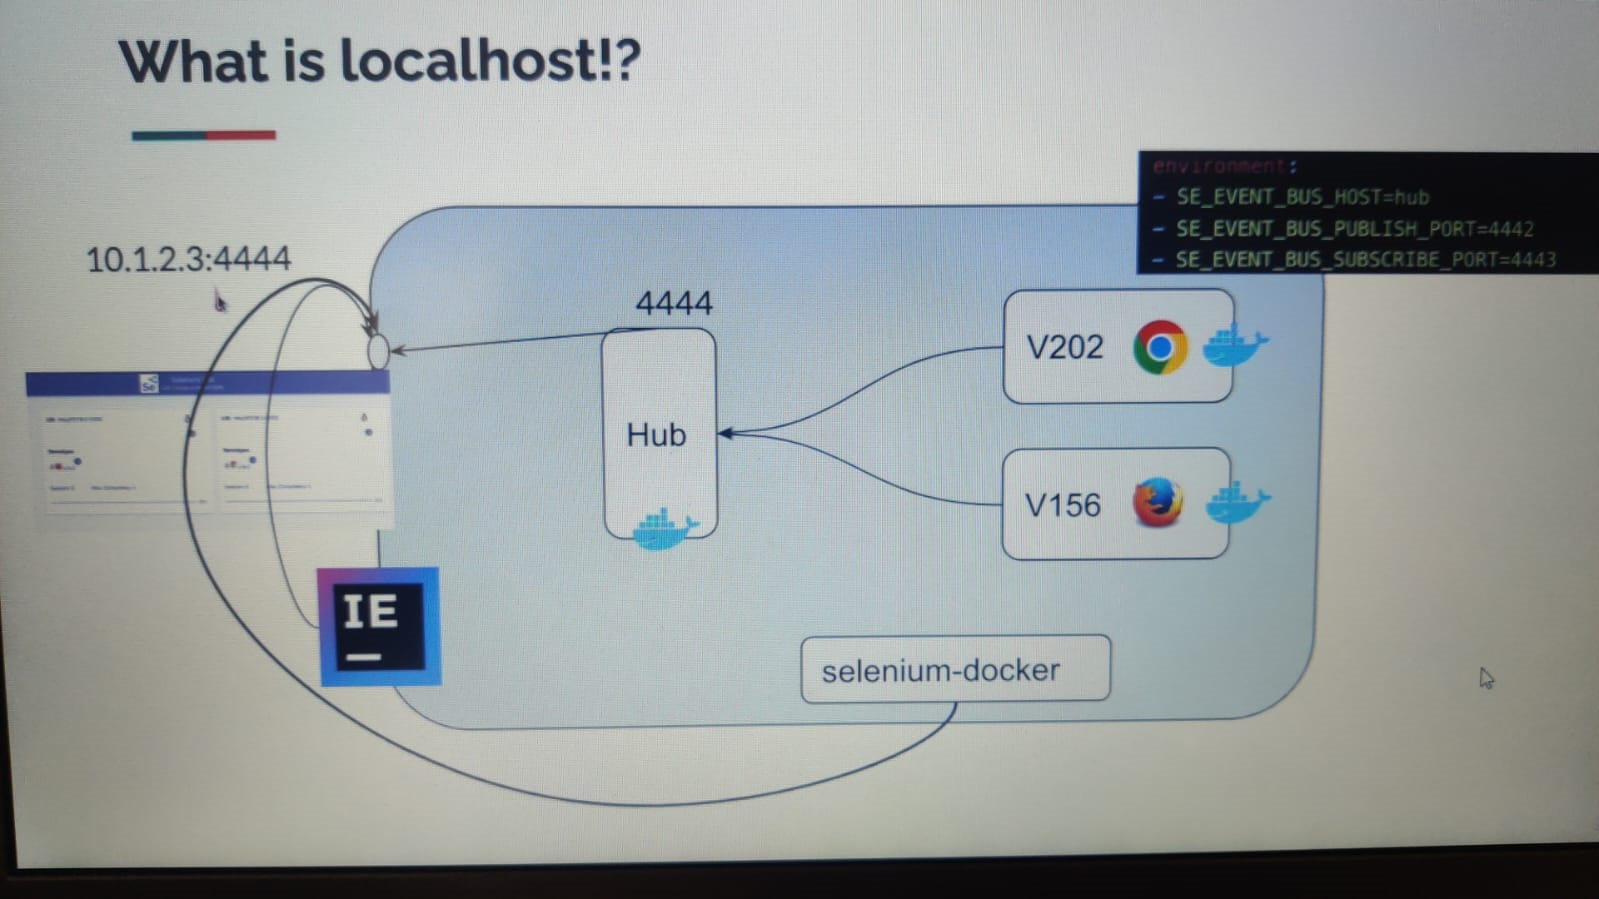 What is localhost!?
environment:
- SE_EVENT_BUS_HOST=hub
- SE_EVENT_BUS_PUBLISH_PORT=4442
- SE_EVENT_BUS_SUBSCRIBE_PORT=4443
10.1.2.3:4444
4444
V202
Se
Hub
V156
IE
selenium-docker